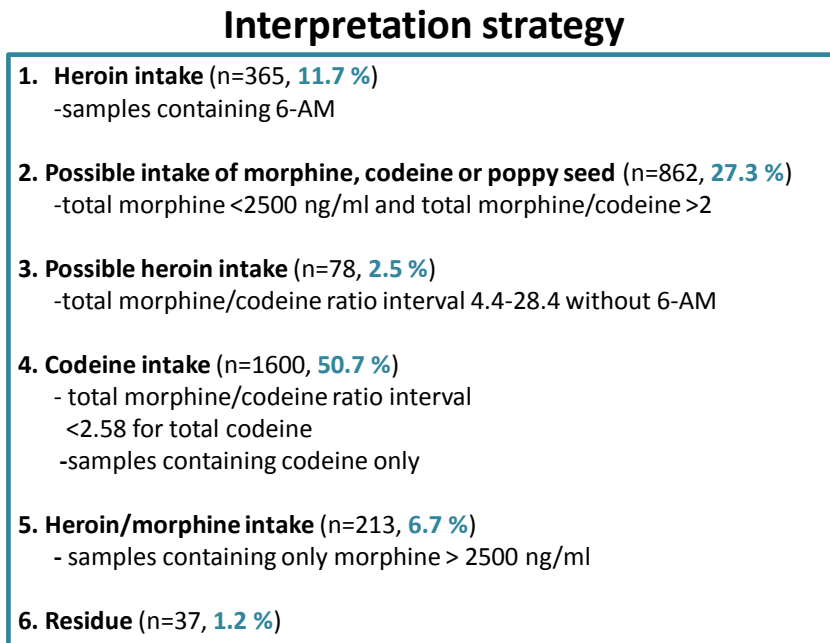 Interpretation strategy
1. Heroin intake (n=365, 11.7 %)
-samples containing 6-AM
2. Possible intake of morphine, codeine or poppy seed (n=862, 27.3 %)
-total morphine <2500 ng/ml and total morphine/codeine >2
3. Possible heroin intake (n=78, 2.5 %)
-total morphine/codeine ratio interval 4.4-28.4 without 6-AM
4. Codeine intake (n=1600, 50.7 %)
- total morphine/codeine ratio interval
<2.58 for total codeine
-samples containing codeine only
5. Heroin/morphine intake (n=213, 6.7 %)
- samples containing only morphine > 2500 ng/ml
6. Residue (n=37, 1.2 %)